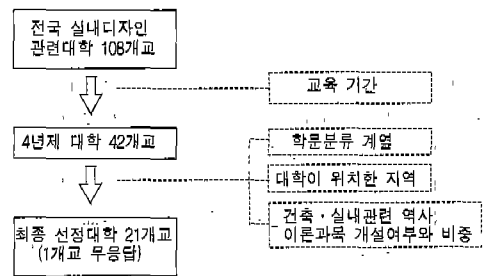 전국 실내디자인
관련대학 108개교
교육 기간
4년제 대학 42개교
학문분류 계열
대학이 위치한 지역
건축·실내관련 역사
이론과목 개설여부와 비중
최종 선정대학 21개교
(1개교 무응답)